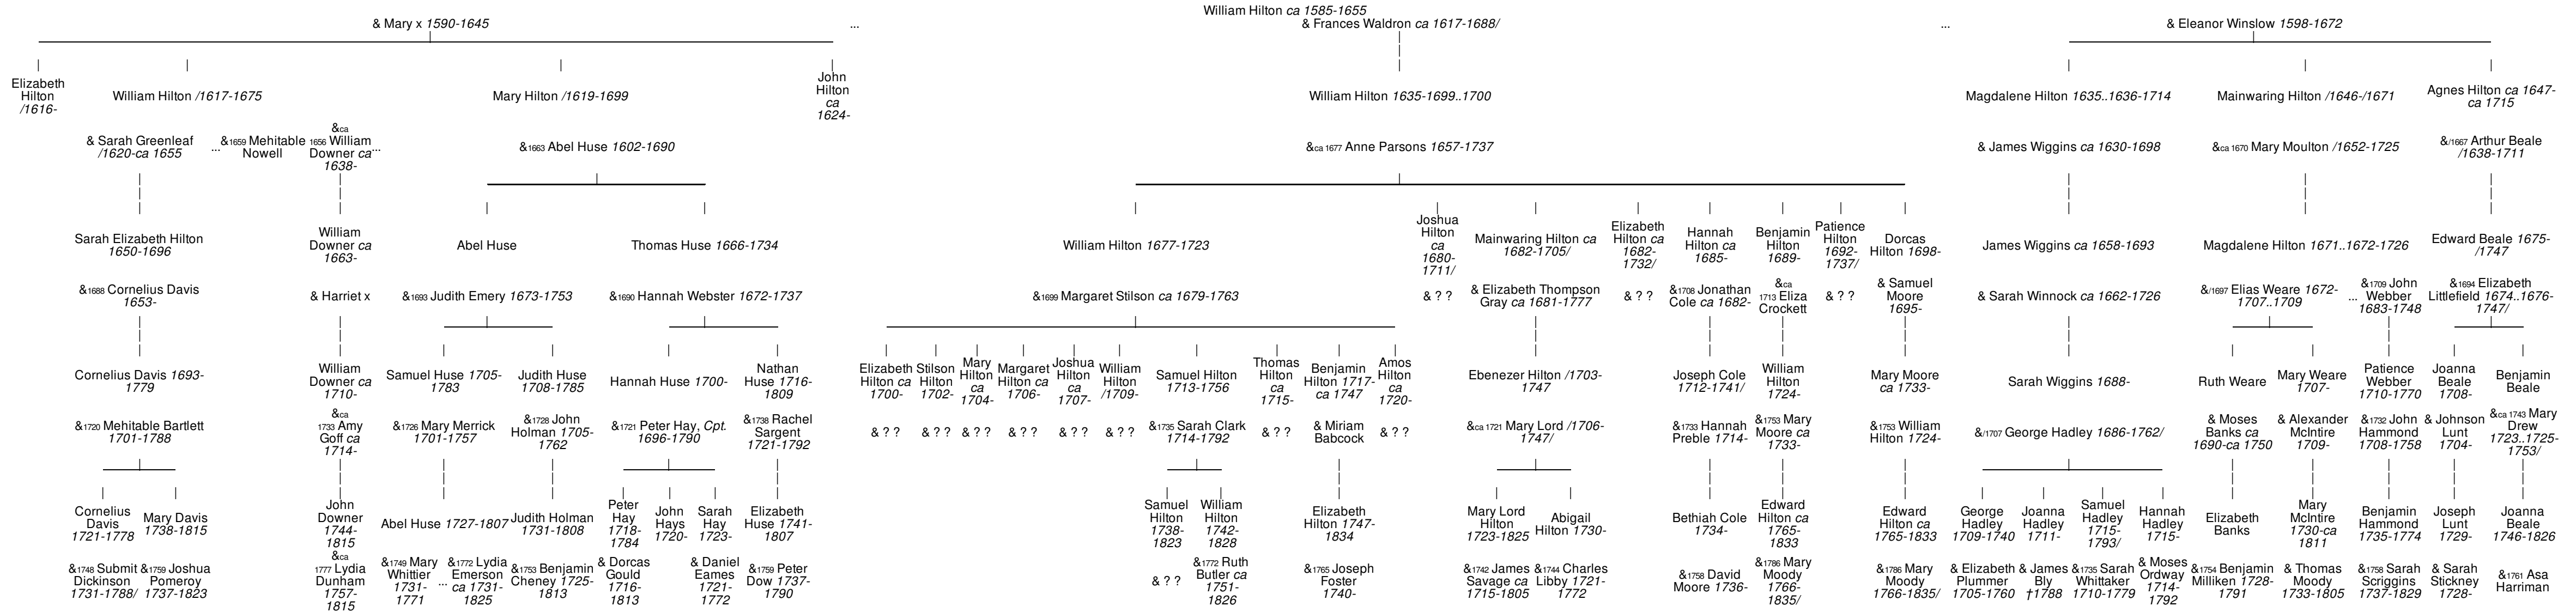 William Hilton ca 1585-1655
& Mary x 1590-1645
...
& Frances Waldron ca 1617-1688/
...
& Eleanor Winslow 1598-1672
Elizabeth
Hilton
/1616-
William Hilton /1617-1675
Mary Hilton /1619-1699
John
Hilton
ca
1624-
William Hilton 1635-1699..1700
Magdalene Hilton 1635..1636-1714
Mainwaring Hilton /1646-/1671
Agnes Hilton ca 1647-
ca 1715
& Sarah Greenleaf
/1620-ca 1655
...
&1659 Mehitable
Nowell
&ca
1656 William
Downer ca
1638-
...
&1663 Abel Huse 1602-1690
&ca 1677 Anne Parsons 1657-1737
& James Wiggins ca 1630-1698
&ca 1670 Mary Moulton /1652-1725
&/1667 Arthur Beale
/1638-1711
Sarah Elizabeth Hilton
1650-1696
William
Downer ca
1663-
Abel Huse
Thomas Huse 1666-1734
William Hilton 1677-1723
Joshua
Hilton
ca
1680-
1711/
Mainwaring Hilton ca
1682-1705/
Elizabeth
Hilton ca
1682-
1732/
Hannah
Hilton ca
1685-
Benjamin
Hilton
1689-
Patience
Hilton
1692-
1737/
Dorcas
Hilton 1698-
James Wiggins ca 1658-1693
Magdalene Hilton 1671..1672-1726
Edward Beale 1675-
/1747
&1688 Cornelius Davis
1653-
& Harriet x
&1693 Judith Emery 1673-1753
&1690 Hannah Webster 1672-1737
&1699 Margaret Stilson ca 1679-1763
& ? ?
& Elizabeth Thompson
Gray ca 1681-1777
& ? ?
&1708 Jonathan
Cole ca 1682-
&ca
1713 Eliza
Crockett
& ? ?
& Samuel
Moore
1695-
& Sarah Winnock ca 1662-1726
&/1697 Elias Weare 1672-
1707..1709
...
&1709 John
Webber
1683-1748
&1694 Elizabeth
Littlefield 1674..1676-
1747/
Cornelius Davis 1693-
1779
William
Downer ca
1710-
Samuel Huse 1705-
1783
Judith Huse
1708-1785
Hannah Huse 1700-
Nathan
Huse 1716-
1809
Elizabeth
Hilton ca
1700-
Stilson
Hilton
1702-
Mary
Hilton
ca
1704-
Margaret
Hilton ca
1706-
Joshua
Hilton
ca
1707-
William
Hilton
/1709-
Samuel Hilton
1713-1756
Thomas
Hilton
ca
1715-
Benjamin
Hilton 1717-
ca 1747
Amos
Hilton
ca
1720-
Ebenezer Hilton /1703-
1747
Joseph Cole
1712-1741/
William
Hilton
1724-
Mary Moore
ca 1733-
Sarah Wiggins 1688-
Ruth Weare
Mary Weare
1707-
Patience
Webber
1710-1770
Joanna
Beale
1708-
Benjamin
Beale
&1720 Mehitable Bartlett
1701-1788
&ca
1733 Amy
Goff ca
1714-
&1726 Mary Merrick
1701-1757
&1728 John
Holman 1705-
1762
&1721 Peter Hay, Cpt.
1696-1790
&1738 Rachel
Sargent
1721-1792
& ? ?
& ? ?
& ? ?
& ? ?
& ? ?
& ? ?
&1735 Sarah Clark
1714-1792
& ? ?
& Miriam
Babcock
& ? ?
&ca 1721 Mary Lord /1706-
1747/
&1733 Hannah
Preble 1714-
&1753 Mary
Moore ca
1733-
&1753 William
Hilton 1724-
&/1707 George Hadley 1686-1762/
& Moses
Banks ca
1690-ca 1750
& Alexander
McIntire
1709-
&1732 John
Hammond
1708-1758
& Johnson
Lunt
1704-
&ca 1743 Mary
Drew
1723..1725-
1753/
Cornelius
Davis
1721-1778
Mary Davis
1738-1815
John
Downer
1744-
1815
Abel Huse 1727-1807
Judith Holman
1731-1808
Peter
Hay
1718-
1784
John
Hays
1720-
Sarah
Hay
1723-
Elizabeth
Huse 1741-
1807
Samuel
Hilton
1738-
1823
William
Hilton
1742-
1828
Elizabeth
Hilton 1747-
1834
Mary Lord
Hilton
1723-1825
Abigail
Hilton 1730-
Bethiah Cole
1734-
Edward
Hilton ca
1765-
1833
Edward
Hilton ca
1765-1833
George
Hadley
1709-1740
Joanna
Hadley
1711-
Samuel
Hadley
1715-
1793/
Hannah
Hadley
1715-
Elizabeth
Banks
Mary
McIntire
1730-ca
1811
Benjamin
Hammond
1735-1774
Joseph
Lunt
1729-
Joanna
Beale
1746-1826
&1748 Submit
Dickinson
1731-1788/
&1759 Joshua
Pomeroy
1737-1823
&ca
1777 Lydia
Dunham
1757-
1815
&1749 Mary
Whittier
1731-
1771
...
&1772 Lydia
Emerson
ca 1731-
1825
&1753 Benjamin
Cheney 1725-
1813
& Dorcas
Gould
1716-
1813
& Daniel
Eames
1721-
1772
&1759 Peter
Dow 1737-
1790
& ? ?
&1772 Ruth
Butler ca
1751-
1826
&1765 Joseph
Foster
1740-
&1742 James
Savage ca
1715-1805
&1744 Charles
Libby 1721-
1772
&1758 David
Moore 1736-
&1786 Mary
Moody
1766-
1835/
&1786 Mary
Moody
1766-1835/
& Elizabeth
Plummer
1705-1760
& James
Bly
†1788
&1735 Sarah
Whittaker
1710-1779
& Moses
Ordway
1714-
1792
&1754 Benjamin
Milliken 1728-
1791
& Thomas
Moody
1733-1805
&1758 Sarah
Scriggins
1737-1829
& Sarah
Stickney
1728-
&1761 Asa
Harriman